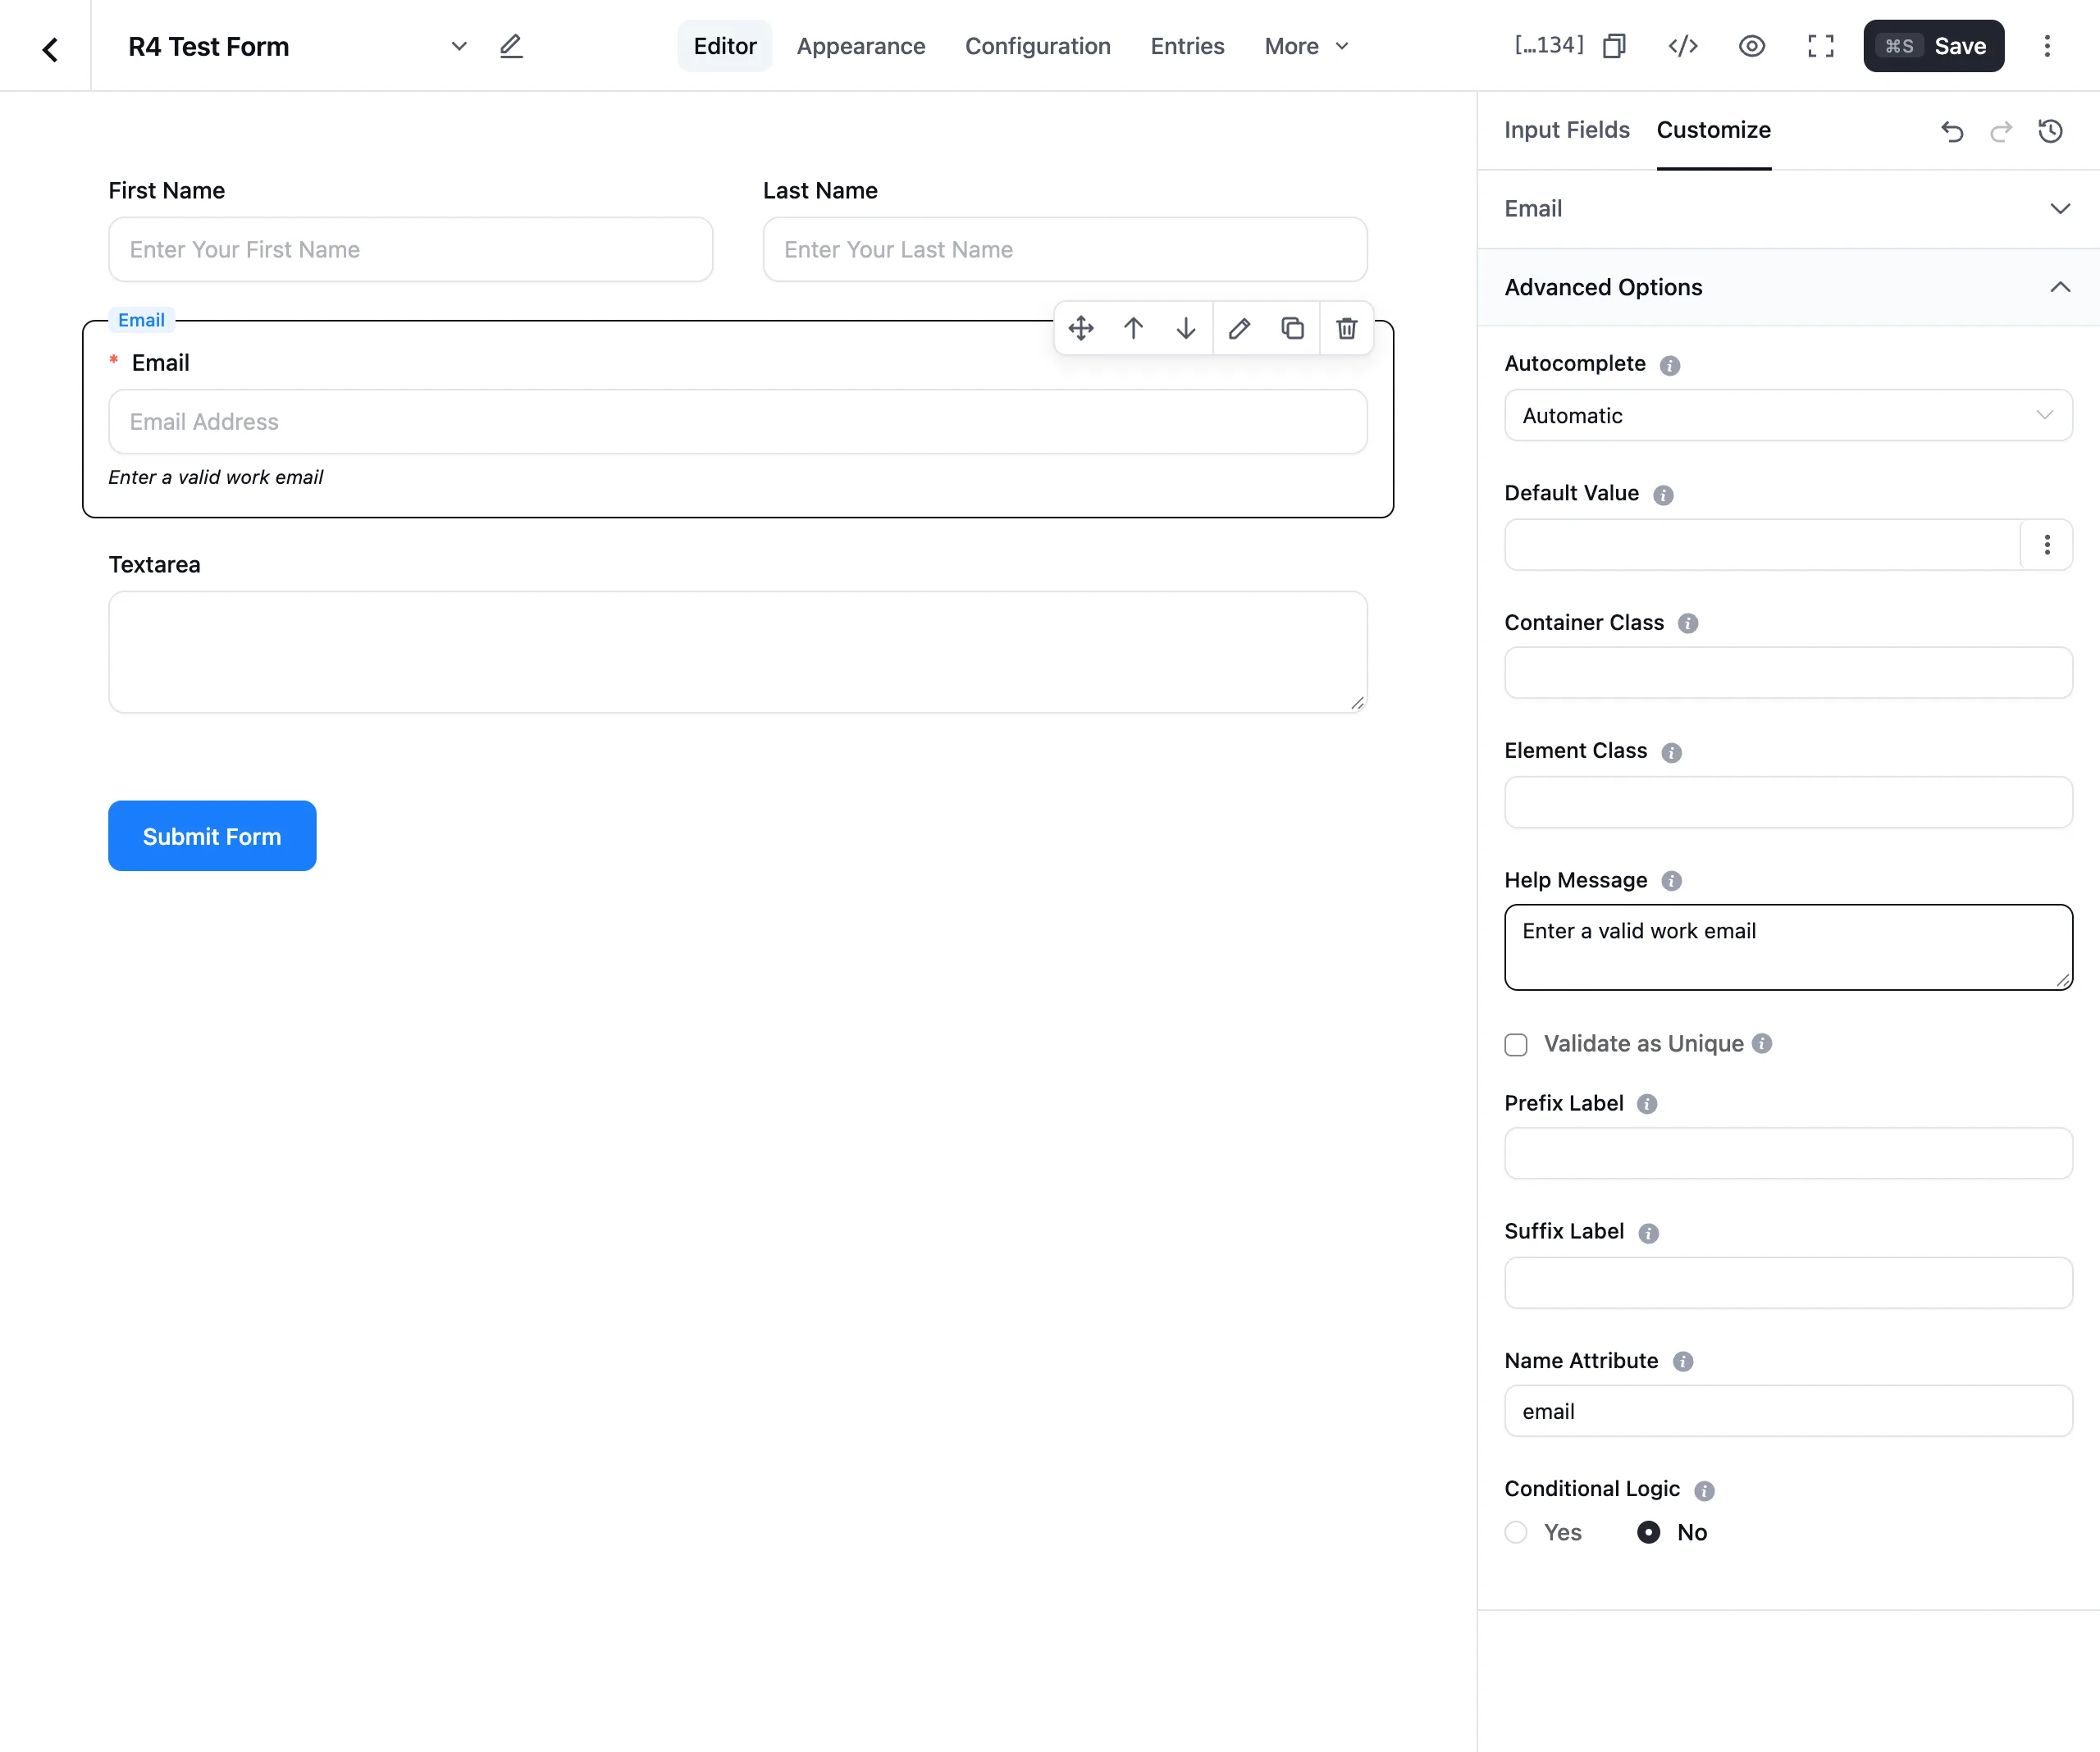 R4 Test Form
Editor
Appearance
Configuration
Entries
More
[...134]
⌘S Save
Input Fields
Customize
First Name
Last Name
Enter Your First Name
Enter Your Last Name
Email
* Email
Email Address
Enter a valid work email
Textarea
Submit Form
Email
Advanced Options
Autocomplete
Automatic
Default Value
Container Class
Element Class
Help Message
Enter a valid work email
Validate as Unique
Prefix Label
Suffix Label
Name Attribute
email
Conditional Logic
Yes
No